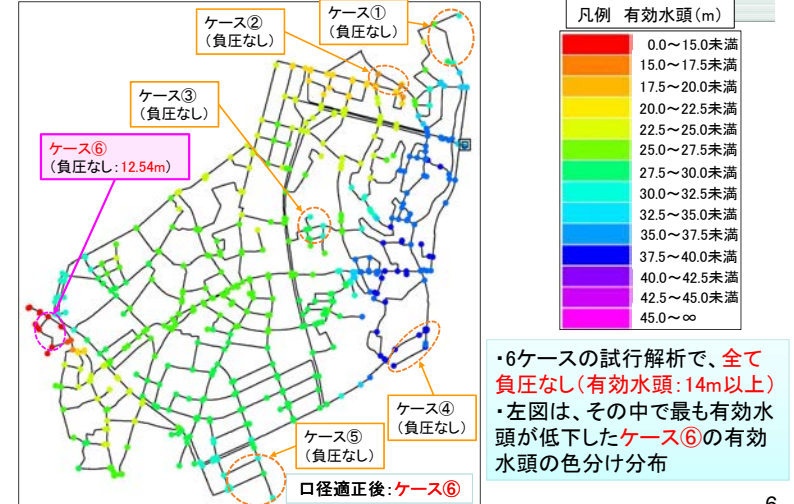 ケース①
(負圧なし)
ケース②
(負圧なし)
ケース③
(負圧なし)
ケース⑥
(負圧なし:12.54m)
ケース④
(負圧なし)
ケース⑤
(負圧なし)
口径適正後:ケース⑥
凡例 有効水頭(m)
0.0~15.0未満
15.0~17.5未満
17.5~20.0未満
20.0~22.5未満
22.5~25.0未満
25.0~27.5未満
27.5~30.0未満
30.0~32.5未満
32.5~35.0未満
35.0~37.5未満
37.5~40.0未満
40.0~42.5未満
42.5~45.0未満
45.0~∞
・6ケースの試行解析で、全て
負圧なし(有効水頭:14m以上)
・左図は、その中で最も有効水
頭が低下したケース⑥の有効
水頭の色分け分布